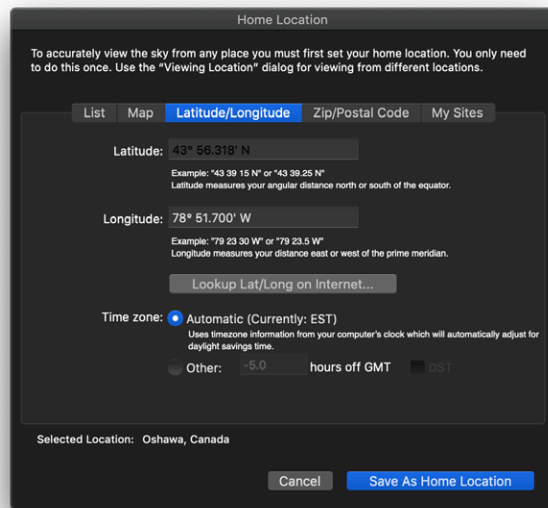 Home Location
To accurately view the sky from any place you must first set your home location. You only need
to do this once. Use the “Viewing Location” dialog for viewing from different locations.
List Map Latitude/Longitude Zip/Postal Code My Sites
Latitude: 43° 56.318' N
Example: "43 39 15 N" or "43 39.25 N"
Latitude measures your angular distance north or south of the equator.
Longitude: 78° 51.700' W
Example: "79 23 30 W" or "79 23.5 W"
Longitude measures your distance east or west of the prime meridian.
Lookup Lat/Long on Internet...
Time zone: Automatic (Currently: EST)
Uses timezone information from your computer's clock which will automatically adjust for
daylight savings time.
Other: -5.0 hours off GMT DST
Selected Location: Oshawa, Canada
Cancel Save As Home Location